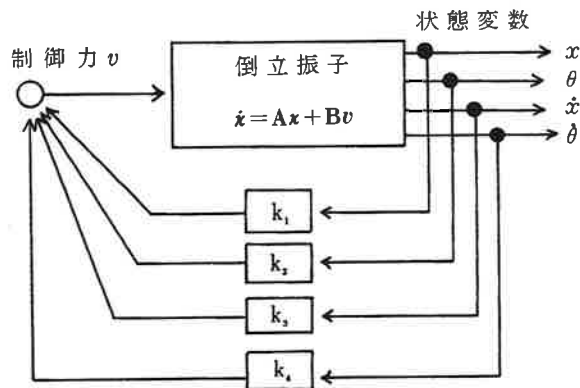 状態変数
制御力 v
倒立振子
ẋ = Ax + Bv
x
θ
ẋ
θ̇
k₁
k₂
k₃
k₄